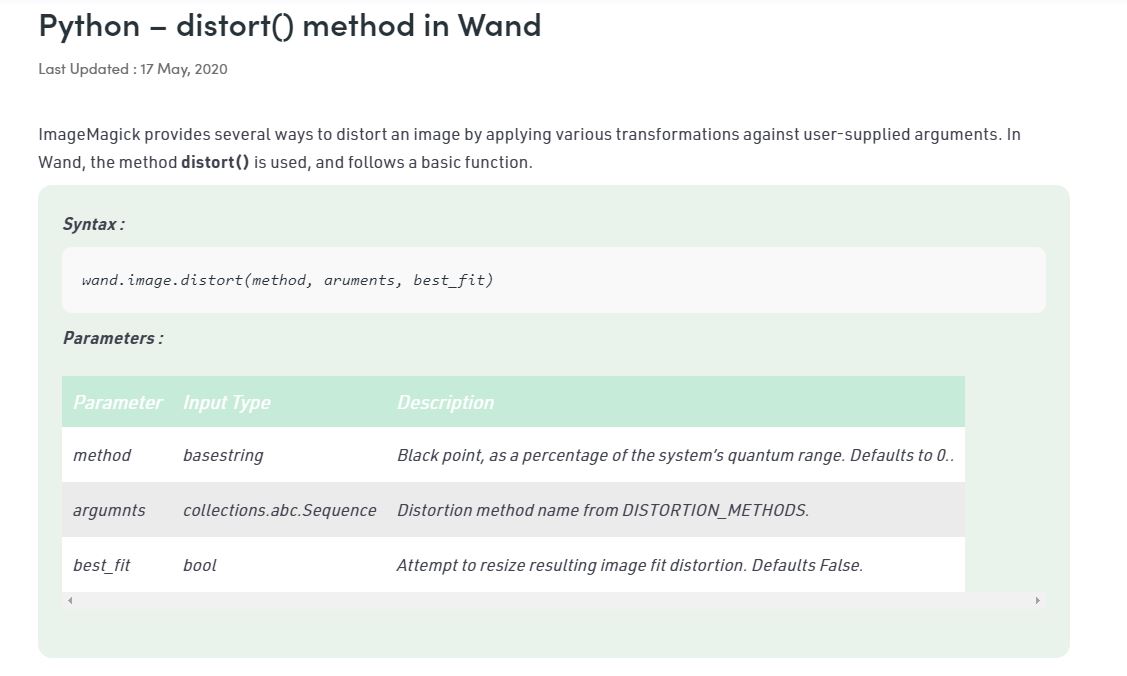 Python – distort() method in Wand
Last Updated : 17 May, 2020
ImageMagick provides several ways to distort an image by applying various transformations against user-supplied arguments. In
Wand, the method distort() is used, and follows a basic function.
Syntax :
wand.image.distort(method, aruments, best_fit)
Parameters :
Parameter Input Type Description
method basestring Black point, as a percentage of the system’s quantum range. Defaults to 0..
argumnts collections.abc.Sequence Distortion method name from DISTORTION_METHODS.
best_fit bool Attempt to resize resulting image fit distortion. Defaults False.